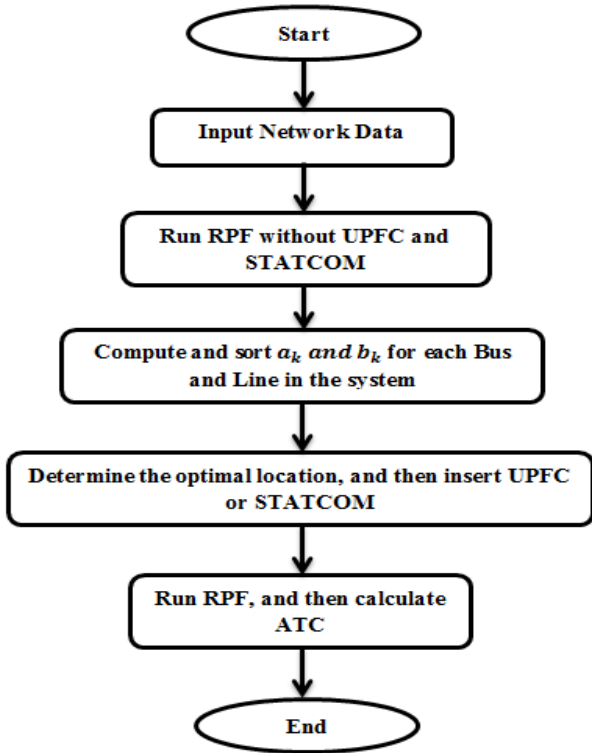 Start
Input Network Data
Run RPF without UPFC and
STATCOM
Compute and sort aₖ and bₖ for each Bus
and Line in the system
Determine the optimal location, and then insert UPFC
or STATCOM
Run RPF, and then calculate
ATC
End